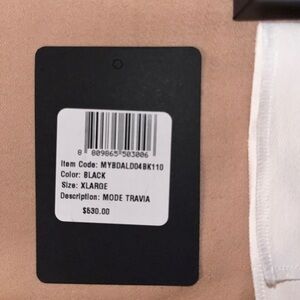 8 809865 503006
Item Code: MYBDALD04BK110
Color: BLACK
Size: XLARGE
Description: MODE TRAVIA
$530.00